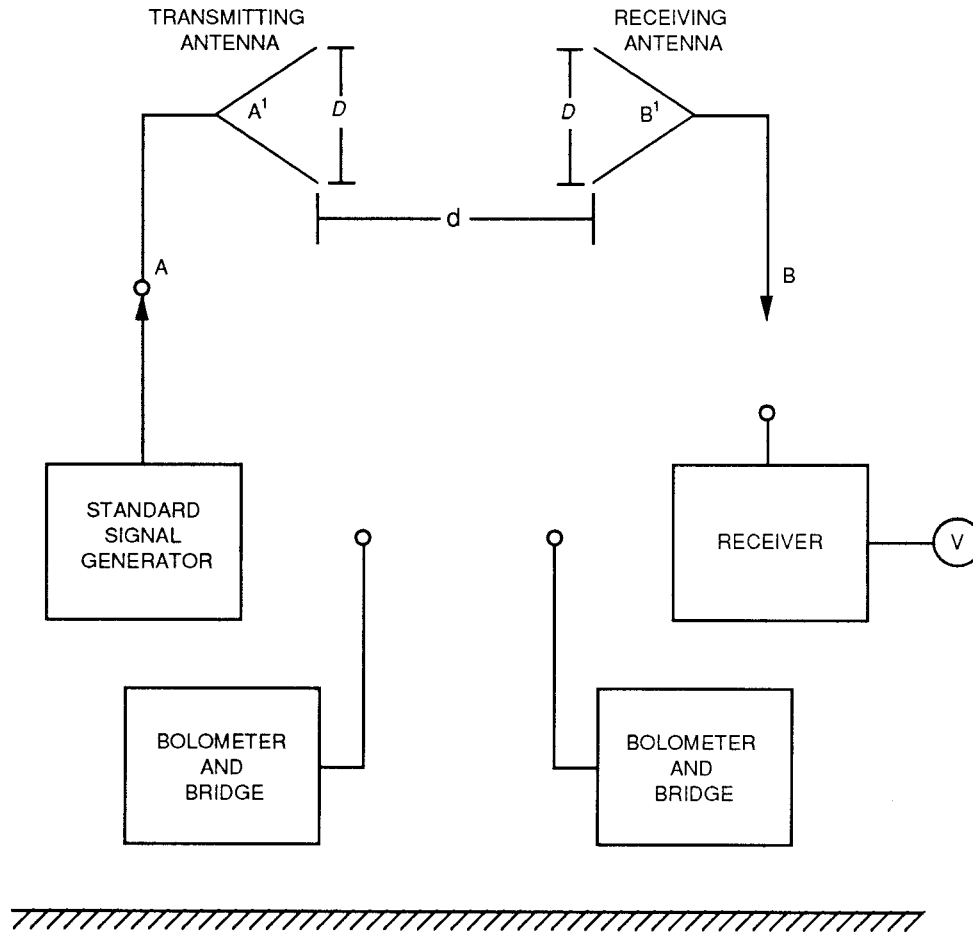 TRANSMITTING
ANTENNA
RECEIVING
ANTENNA
A¹
D
D
B¹
d
A
B
STANDARD
SIGNAL
GENERATOR
RECEIVER
V
BOLOMETER
AND
BRIDGE
BOLOMETER
AND
BRIDGE